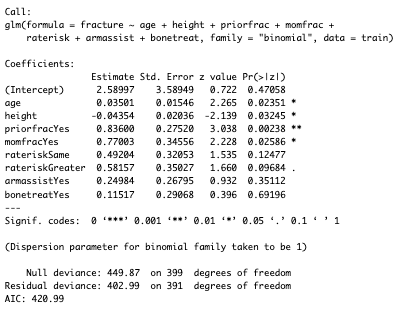 Call:
glm(formula = fracture ~ age + height + priorfrac + momfrac +
    raterisk + armassist + bonetreat, family = "binomial", data = train)

Coefficients:
                Estimate Std. Error z value Pr(>|z|)
(Intercept)      2.58997    3.58949   0.722  0.47058
age              0.03501    0.01546   2.265  0.02351 *
height          -0.04354    0.02036  -2.139  0.03245 *
priorfracYes     0.83600    0.27520   3.038  0.00238 **
momfracYes       0.77003    0.34556   2.228  0.02586 *
rateriskSame     0.49204    0.32053   1.535  0.12477
rateriskGreater  0.58157    0.35027   1.660  0.09684 .
armassistYes     0.24984    0.26795   0.932  0.35112
bonetreatYes     0.11517    0.29068   0.396  0.69196
---
Signif. codes:  0 ‘***’ 0.001 ‘**’ 0.01 ‘*’ 0.05 ‘.’ 0.1 ‘ ’ 1

(Dispersion parameter for binomial family taken to be 1)

    Null deviance: 449.87  on 399  degrees of freedom
Residual deviance: 402.99  on 391  degrees of freedom
AIC: 420.99